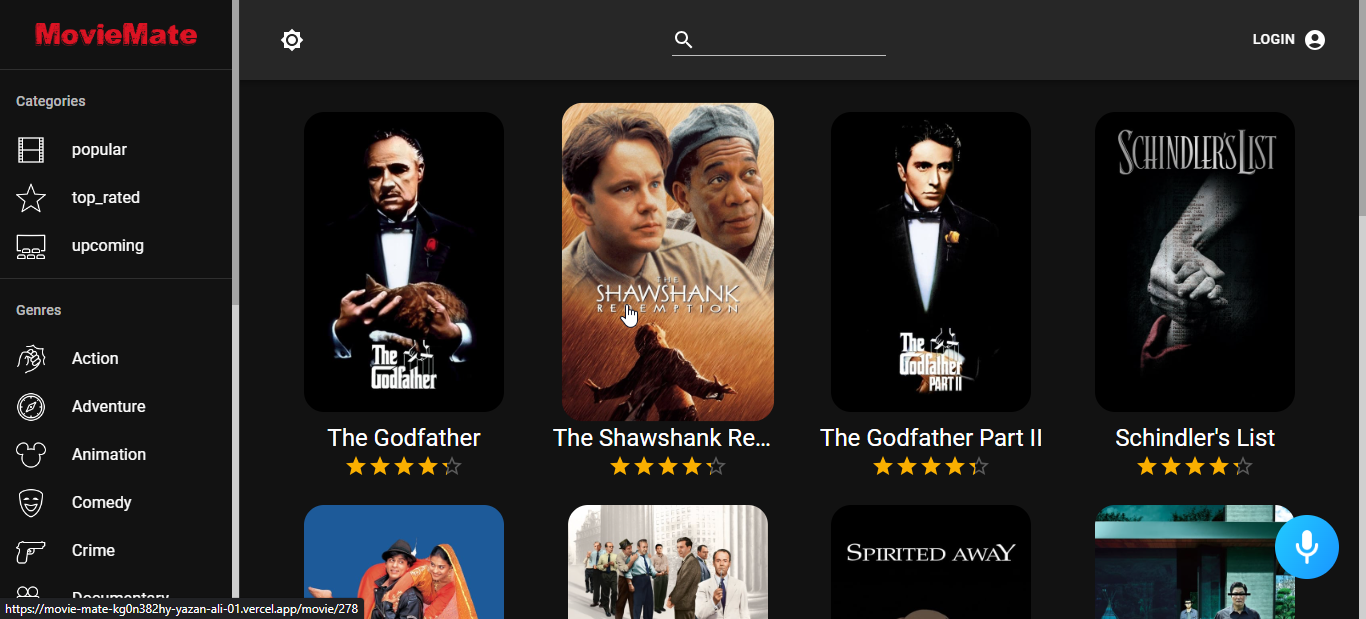 MovieMate
LOGIN
Categories
popular
top_rated
upcoming
Genres
Action
Adventure
Animation
Comedy
Crime
Documentary
The
Godfather
THE
SHAWSHANK
REDEMPTION
The
Godfather
PART II
SCHINDLER'S LIST
The Godfather
The Shawshank Re...
The Godfather Part II
Schindler's List
SPIRITED AWAY
https://movie-mate-kg0n382hy-yazan-ali-01.vercel.app/movie/278